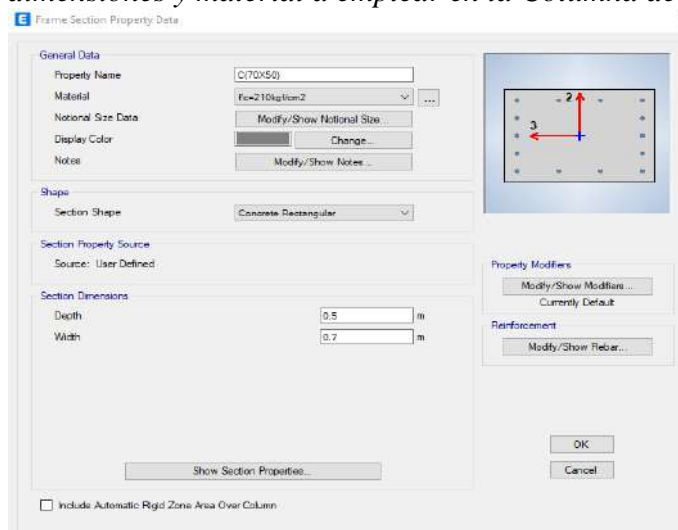 dimensiones y material a emplear en la Columna de
E Frame Section Property Data
General Data
Property Name C(70X50)
Material f'c=210kgf/cm2 ...
Notional Size Data Modify/Show Notional Size...
Display Color Change...
Notes Modify/Show Notes...
Shape
Section Shape Concrete Rectangular
Section Property Source
Source: User Defined
Section Dimensions
Depth 0.5 m
Width 0.7 m
Show Section Properties...
Include Automatic Rigid Zone Area Over Column
2
3
Property Modifiers
Modify/Show Modifiers...
Currently Default
Reinforcement
Modify/Show Rebar...
OK
Cancel